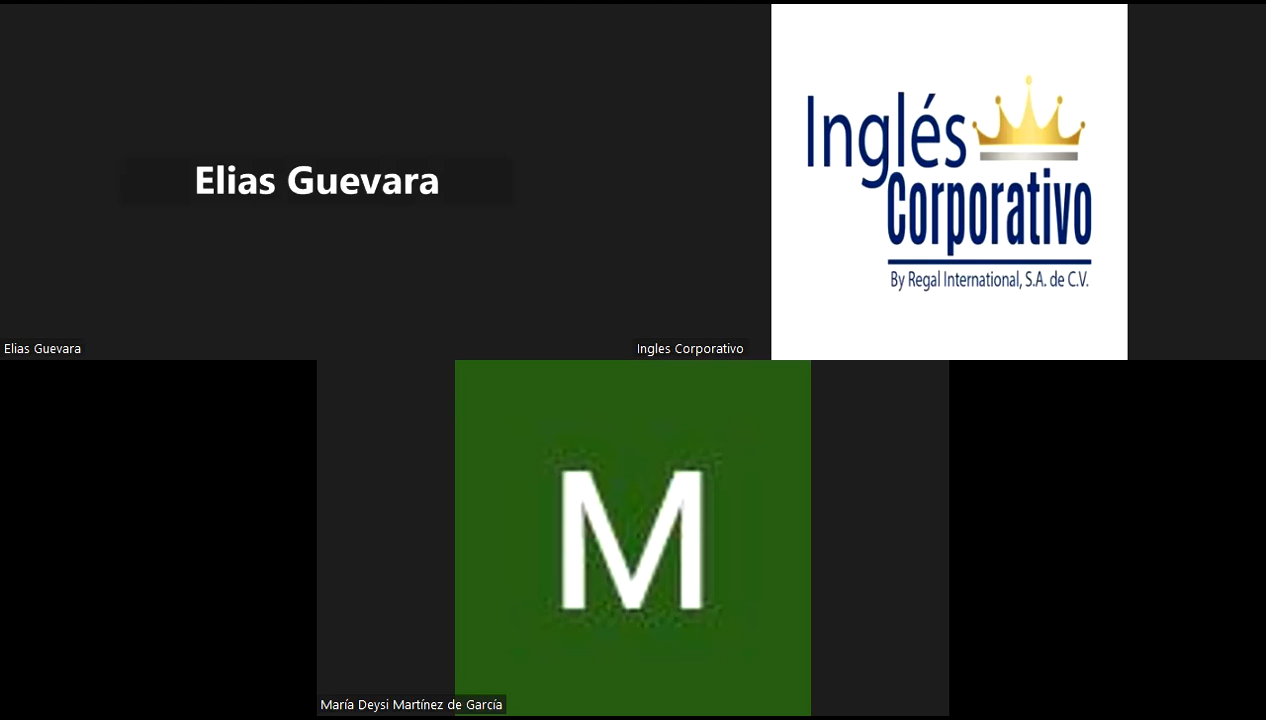 Elias Guevara
Elias Guevara
Inglés
Corporativo
By Regal International, S.A. de C.V.
Ingles Corporativo
M
María Deysi Martínez de García